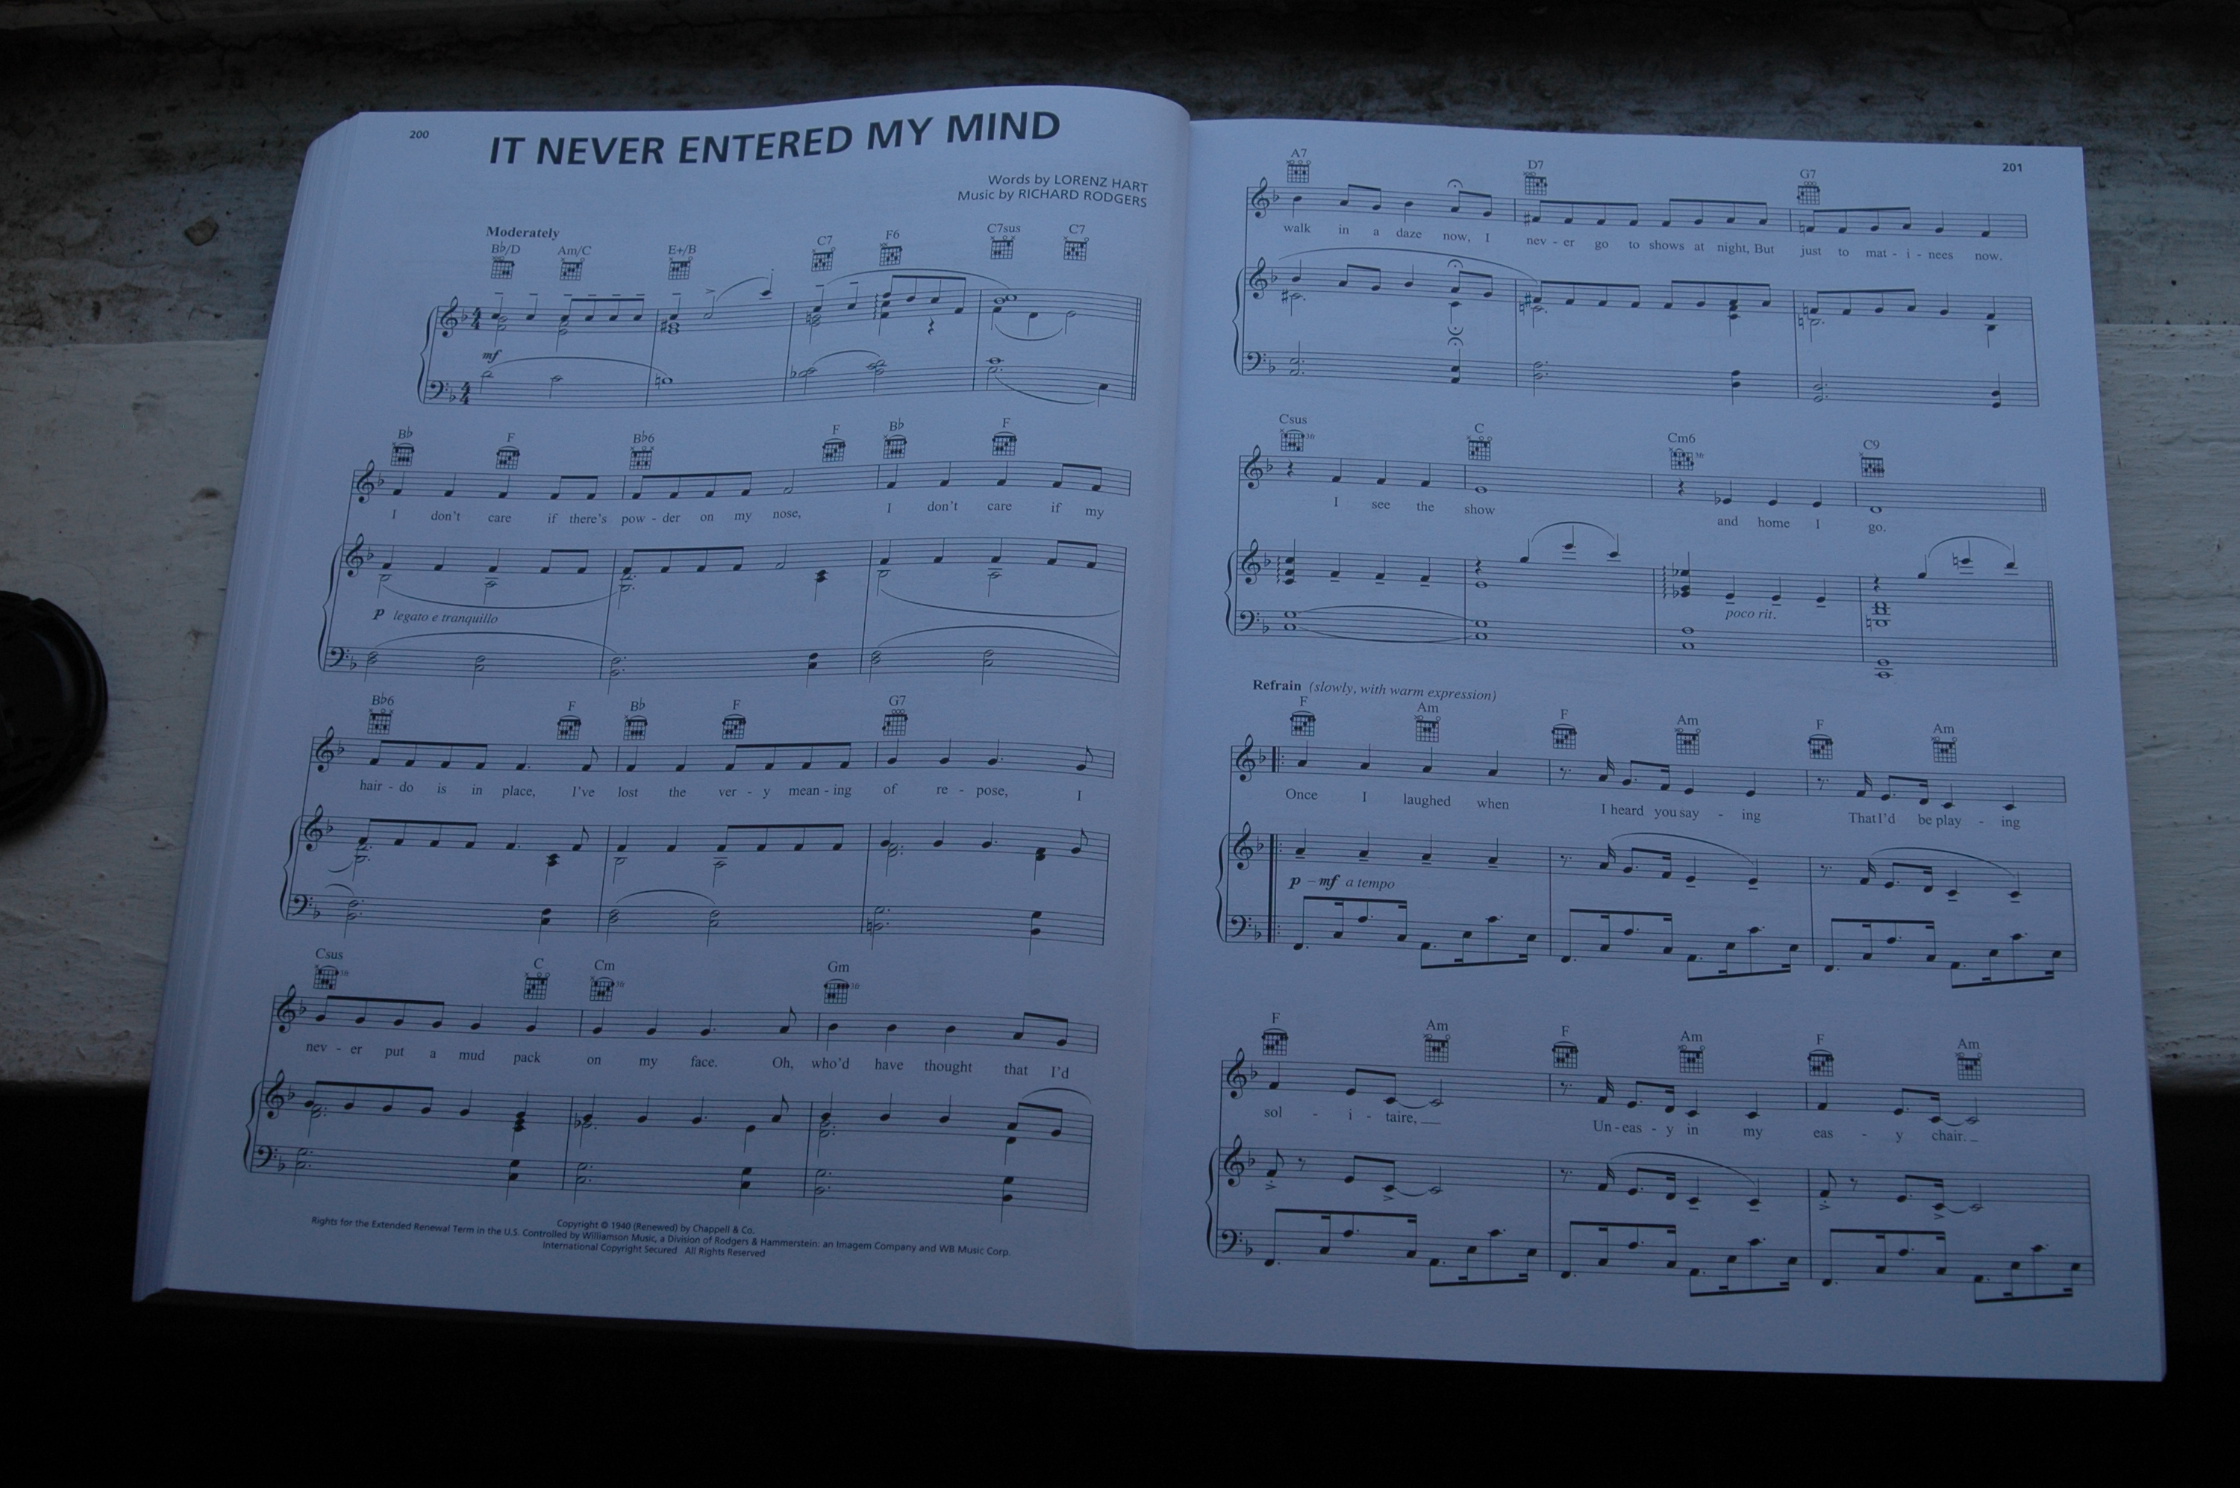 200
IT NEVER ENTERED MY MIND
Words by LORENZ HART
Music by RICHARD RODGERS
Moderately
B♭/D Am/C E+/B C7 F6 C7sus C7
mf
B♭ F B♭6 F B♭ F
I don't care if there's pow - der on my nose, I don't care if my
p legato e tranquillo
B♭6 F B♭ F G7
hair - do is in place, I've lost the ver - y mean - ing of re - pose, I
Csus 3fr C Cm 3fr Gm 3fr
nev - er put a mud pack on my face. Oh, who'd have thought that I'd
Copyright © 1940 (Renewed) by Chappell & Co.
Rights for the Extended Renewal Term in the U.S. Controlled by Williamson Music, a Division of Rodgers & Hammerstein: an Imagem Company and WB Music Corp.
International Copyright Secured All Rights Reserved
201
A7 D7 G7
walk in a daze now, I nev - er go to shows at night, But just to mat - i - nees now.
Csus 3fr C Cm6 3fr C9
I see the show and home I go.
poco rit.
Refrain (slowly, with warm expression)
F Am F Am F Am
Once I laughed when I heard you say - ing That I'd be play - ing
p – mf a tempo
F Am F Am F Am
sol - i - taire, __ Un - eas - y in my eas - y chair. _